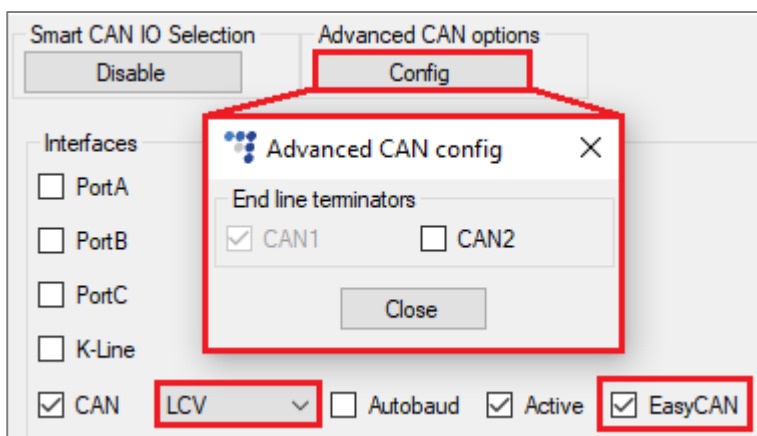 Smart CAN IO Selection Advanced CAN options
Disable Config
Interfaces
Advanced CAN config
PortA
End line terminators
CAN1 CAN2
PortB
PortC
Close
K-Line
CAN LCV Autobaud Active EasyCAN